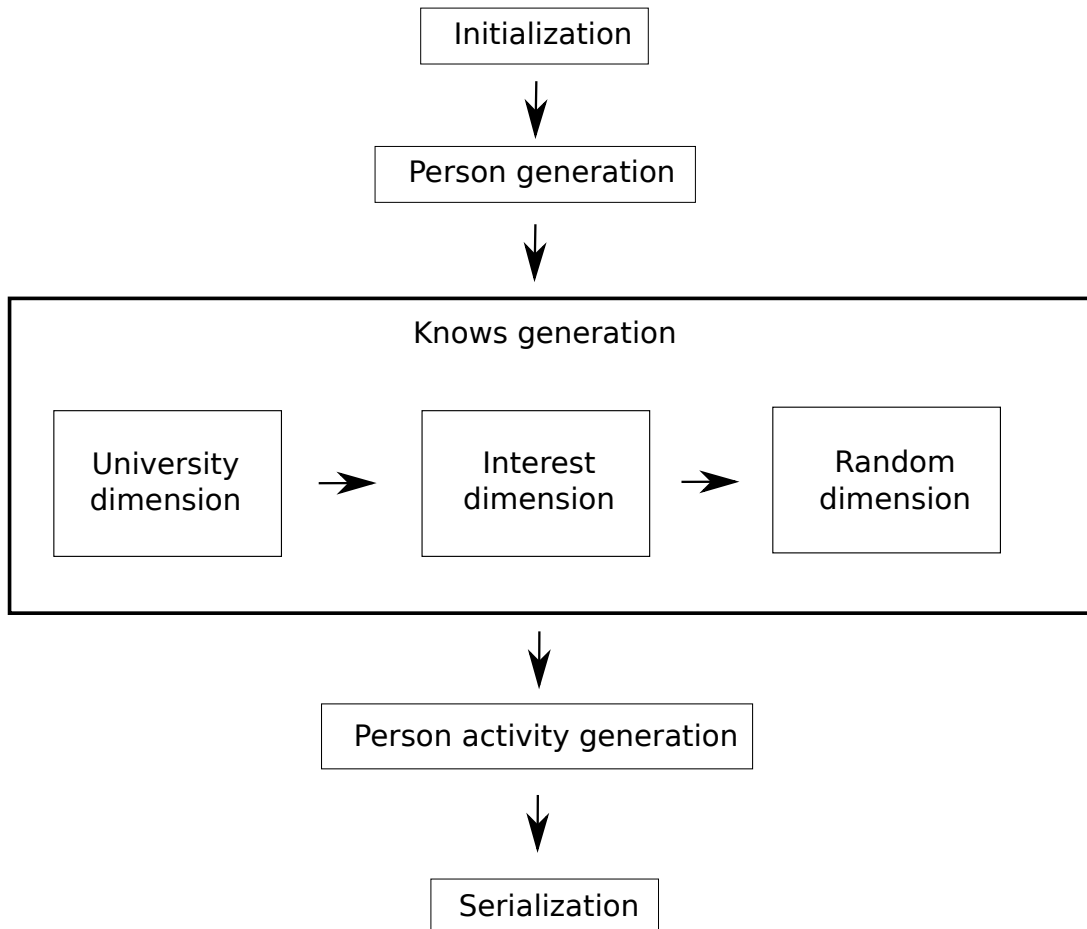 Initialization
Person generation
Knows generation
University
dimension
Interest
dimension
Random
dimension
Person activity generation
Serialization